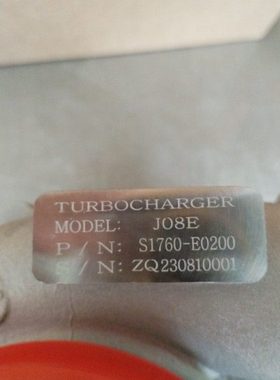 TURBOCHARGER
MODEL: J08E
P/N: S1760-E0200
S/N: ZQ230810001